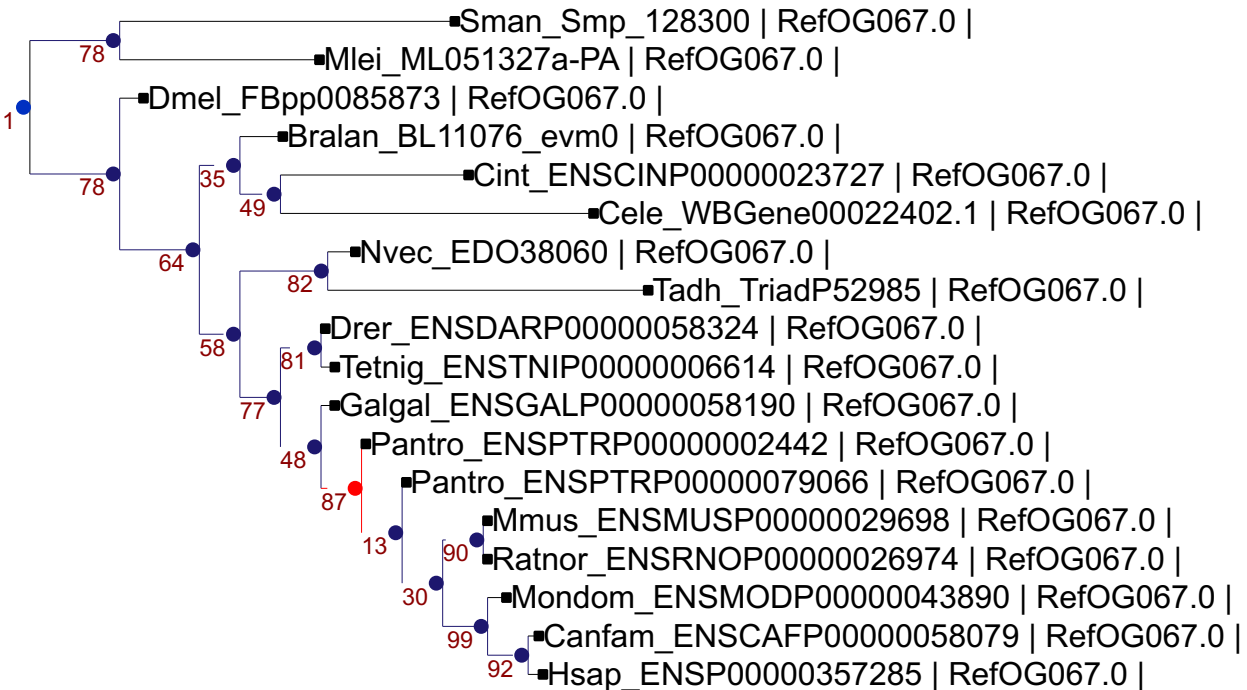 Sman_Smp_128300 | RefOG067.0 |
78
Mlei_ML051327a-PA | RefOG067.0 |
Dmel_FBpp0085873 | RefOG067.0 |
1
Bralan_BL11076_evm0 | RefOG067.0 |
78
35
Cint_ENSCINP00000023727 | RefOG067.0 |
49
Cele_WBGene00022402.1 | RefOG067.0 |
64
Nvec_EDO38060 | RefOG067.0 |
82
Tadh_TriadP52985 | RefOG067.0 |
Drer_ENSDARP00000058324 | RefOG067.0 |
58
81
Tetnig_ENSTNIP00000006614 | RefOG067.0 |
77
Galgal_ENSGALP00000058190 | RefOG067.0 |
Pantro_ENSPTRP00000002442 | RefOG067.0 |
48
Pantro_ENSPTRP00000079066 | RefOG067.0 |
87
Mmus_ENSMUSP00000029698 | RefOG067.0 |
13
90
Ratnor_ENSRNOP00000026974 | RefOG067.0 |
30
Mondom_ENSMODP00000043890 | RefOG067.0 |
99
Canfam_ENSCAFP00000058079 | RefOG067.0 |
92
Hsap_ENSP00000357285 | RefOG067.0 |